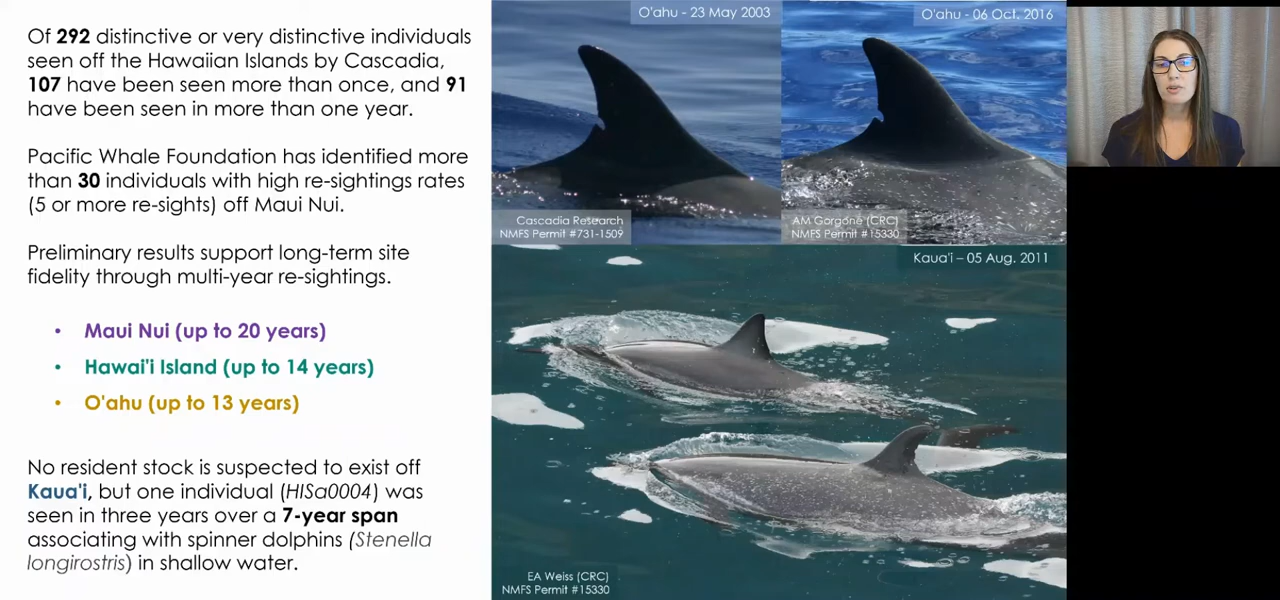 Of 292 distinctive or very distinctive individuals
seen off the Hawaiian Islands by Cascadia,
107 have been seen more than once, and 91
have been seen in more than one year.
Pacific Whale Foundation has identified more
than 30 individuals with high re-sightings rates
(5 or more re-sights) off Maui Nui.
Preliminary results support long-term site
fidelity through multi-year re-sightings.
• Maui Nui (up to 20 years)
• Hawai'i Island (up to 14 years)
• O'ahu (up to 13 years)
No resident stock is suspected to exist off
Kaua'i, but one individual (HISa0004) was
seen in three years over a 7-year span
associating with spinner dolphins (Stenella
longirostris) in shallow water.
O'ahu - 23 May 2003
Cascadia Research
NMFS Permit #731-1509
O'ahu - 06 Oct. 2016
AM Gorgone (CRC)
NMFS Permit #15330
Kaua'i – 05 Aug. 2011
EA Weiss (CRC)
NMFS Permit #15330